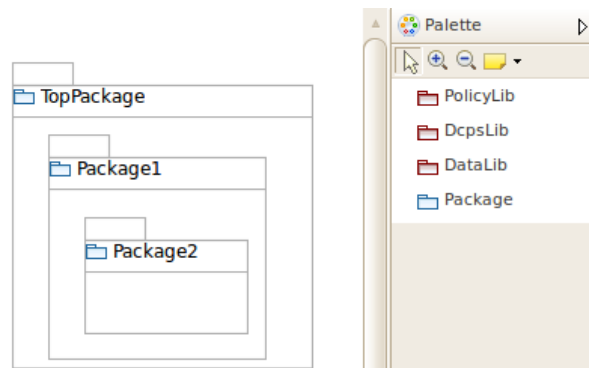 TopPackage
Package1
Package2
Palette
PolicyLib
DcpsLib
DataLib
Package